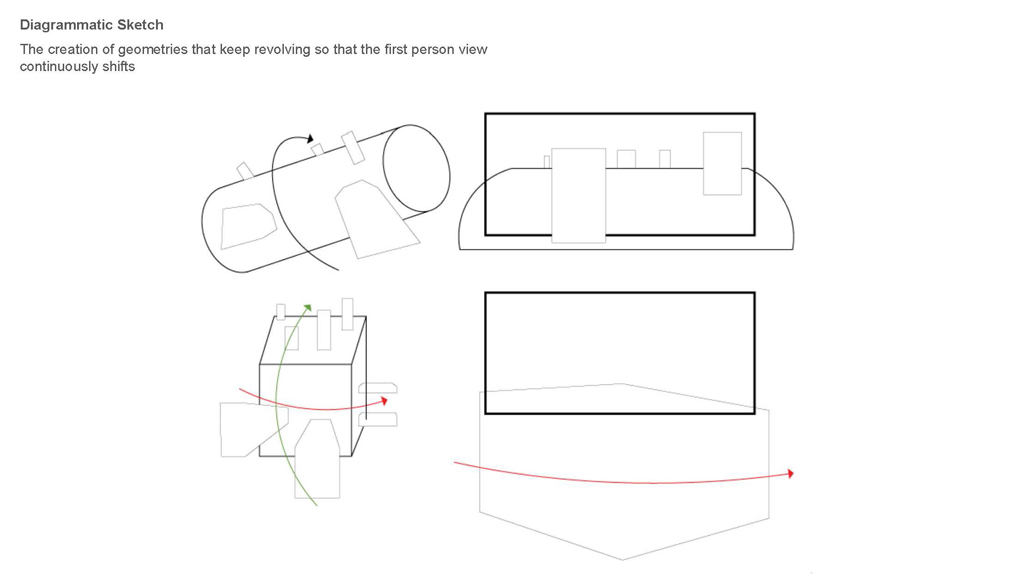 Diagrammatic Sketch
The creation of geometries that keep revolving so that the first person view
continuously shifts